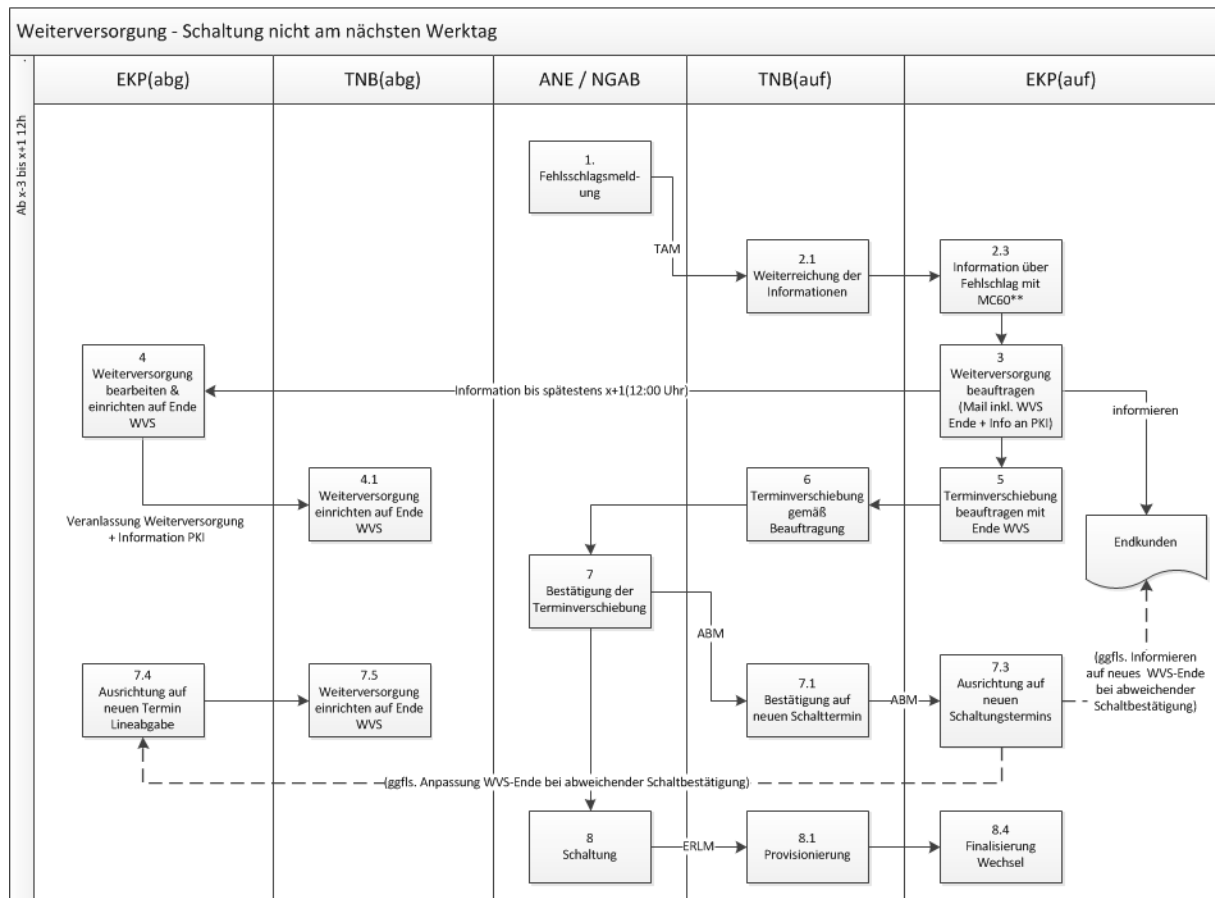 Weiterversorgung - Schaltung nicht am nächsten Werktag
EKP(abg)
TNB(abg)
ANE / NGAB
TNB(auf)
EKP(auf)
Ab x-3 bis x+1 12h
1.
Fehlsschlagsmeld-
ung
TAM
2.1
Weiterreichung der
Informationen
2.3
Information über
Fehlschlag mit
MC60**
4
Weiterversorgung
bearbeiten &
einrichten auf Ende
WVS
Information bis spätestens x+1(12:00 Uhr)
3
Weiterversorgung
beauftragen
(Mail inkl. WVS
Ende + Info an PKI)
informieren
4.1
Weiterversorgung
einrichten auf Ende
WVS
Veranlassung Weiterversorgung
+ Information PKI
6
Terminverschiebung
gemäß
Beauftragung
5
Terminverschiebung
beauftragen mit
Ende WVS
Endkunden
7
Bestätigung der
Terminverschiebung
ABM
7.4
Ausrichtung auf
neuen Termin
Lineabgabe
7.5
Weiterversorgung
einrichten auf Ende
WVS
7.1
Bestätigung auf
neuen Schalttermin
ABM
7.3
Ausrichtung auf
neuen
Schaltungstermins
(ggfls. Informieren
auf neues WVS-Ende
bei abweichender
Schaltbestätigung)
(ggfls. Anpassung WVS-Ende bei abweichender Schaltbestätigung)
8
Schaltung
ERLM
8.1
Provisionierung
8.4
Finalisierung
Wechsel